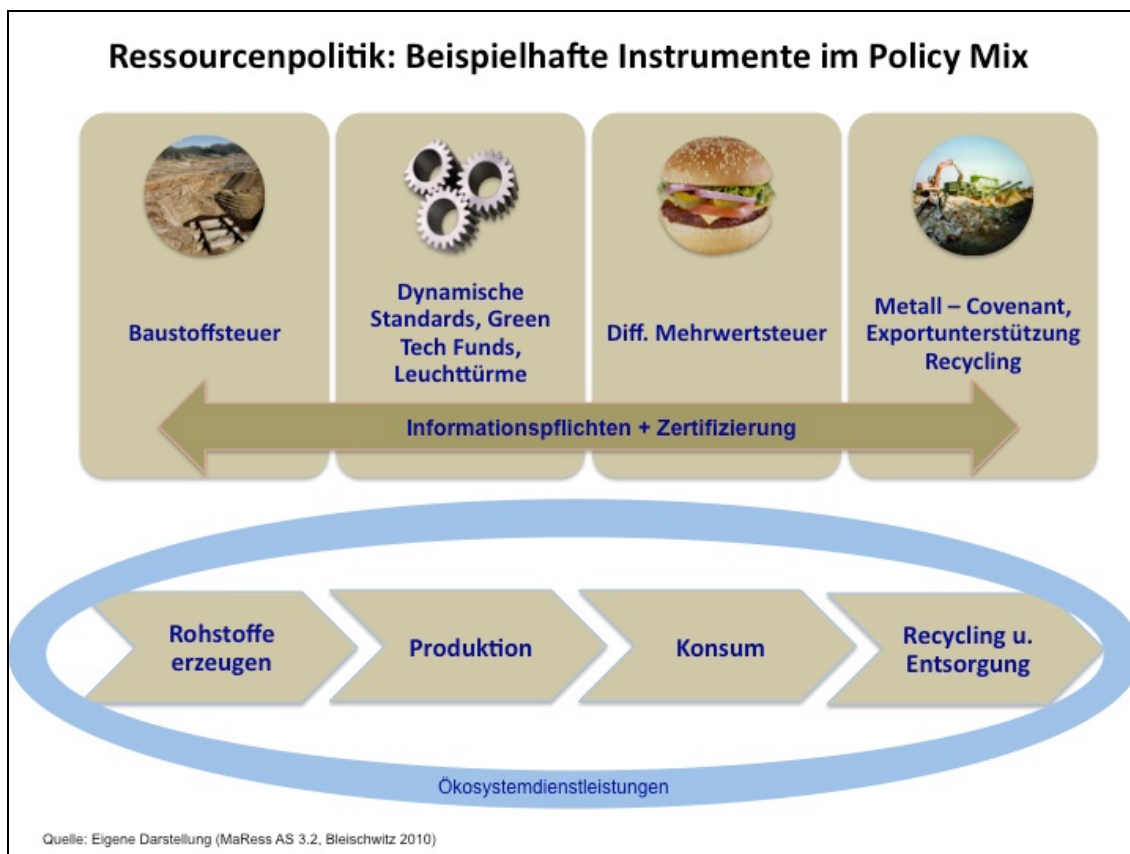 Ressourcenpolitik: Beispielhafte Instrumente im Policy Mix
Baustoffsteuer
Dynamische
Standards, Green
Tech Funds,
Leuchttürme
Diff. Mehrwertsteuer
Metall – Covenant,
Exportunterstützung
Recycling
Informationspflichten + Zertifizierung
Rohstoffe
erzeugen
Produktion
Konsum
Recycling u.
Entsorgung
Ökosystemdienstleistungen
Quelle: Eigene Darstellung (MaRess AS 3.2, Bleischwitz 2010)